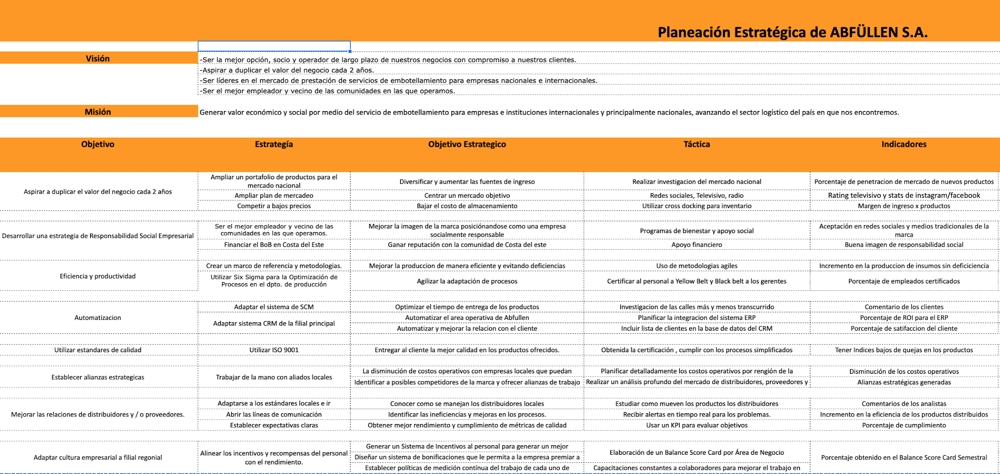 Planeación Estratégica de ABFÜLLEN S.A.
Visión
-Ser la mejor opción, socio y operador de largo plazo de nuestros negocios con compromiso a nuestros clientes.
-Aspirar a duplicar el valor del negocio cada 2 años.
-Ser líderes en el mercado de prestación de servicios de embotellamiento para empresas nacionales e internacionales.
-Ser el mejor empleador y vecino de las comunidades en las que operamos.
Misión
Generar valor económico y social por medio del servicio de embotellamiento para empresas e instituciones internacionales y principalmente nacionales, avanzando el sector logístico del país en que nos encontremos.
Objetivo
Estrategía
Objetivo Estrategico
Táctica
Indicadores
Aspirar a duplicar el valor del negocio cada 2 años
Ampliar un portafolio de productos para el
mercado nacional
Diversificar y aumentar las fuentes de ingreso
Realizar investigacion del mercado nacional
Porcentaje de penetracion de mercado de nuevos productos
Ampliar plan de mercadeo
Centrar un mercado objetivo
Redes sociales, Televisivo, radio
Rating televisivo y stats de instagram/facebook
Competir a bajos precios
Bajar el costo de almacenamiento
Utilizar cross docking para inventario
Margen de ingreso x productos
Desarrollar una estrategia de Responsabilidad Social Empresarial
Ser el mejor empleador y vecino de las
comunidades en las que operamos.
Mejorar la imagen de la marca posiciónandose como una empresa
socialmente responsable
Programas de bienestar y apoyo social
Aceptación en redes sociales y medios tradicionales de la
marca
Financiar el BoB en Costa del Este
Ganar reputación con la comunidad de Costa del este
Apoyo financiero
Buena imagen de responsabilidad social
Eficiencia y productividad
Crear un marco de referencia y metodologias.
Mejorar la produccion de manera eficiente y evitando deficiencias
Uso de metodologias agiles
Incremento en la produccion de insumos sin deficiciencia
Utilizar Six Sigma para la Optimización de
Procesos en el dpto. de producción
Agilizar la adaptación de procesos
Certificar al personal a Yellow Belt y Black belt a los gerentes
Porcentaje de empleados certificados
Automatizacion
Adaptar el sistema de SCM
Optimizar el tiempo de entrega de los productos
Investigacion de las calles más y menos transcurrido
Comentario de los clientes
Adaptar sistema CRM de la filial principal
Automatizar el area operativa de Abfullen
Planificar la integracion del sistema ERP
Porcentaje de ROI para el ERP
Automatizar y mejorar la relacion con el cliente
Incluir lista de clientes en la base de datos del CRM
Porcentaje de satifaccion del cliente
Utilizar estandares de calidad
Utilizar ISO 9001
Entregar al cliente la mejor calidad en los productos ofrecidos.
Obtenida la certificación , cumplir con los procesos simplificados
Tener Indices bajos de quejas en los productos
Establecer alianzas estrategicas
Trabajar de la mano con aliados locales
La disminución de costos operativos con empresas locales que puedan
Planificar detalladamente los costos operativos por rengión de la
Disminución de los costos operativos
Identificar a posibles competidores de la marca y ofrecer alianzas de trabajo
Realizar un análisis profundo del mercado de distribuidores, proveedores y
Alianzas estratégicas generadas
Mejorar las relaciones de distribuidores y / o proveedores.
Adaptarse a los estándares locales e ir
Conocer como se manejan los distribuidores locales
Estudiar como mueven los productos los distribuidores
Comentarios de los analistas
Abrir las líneas de comunicación
Identificar las ineficiencias y mejoras en los procesos.
Recibir alertas en tiempo real para los problemas.
Incremento en la eficiencia de los productos distribuidos
Establecer expectativas claras
Obtener mejor rendimiento y cumplimiento de métricas de calidad
Usar un KPI para evaluar objetivos
Porcentaje de cumplimiento
Adaptar cultura empresarial a filial regonial
Alinear los incentivos y recompensas del personal
con el rendimiento.
Generar un Sistema de Incentivos al personal para generar un mejor
Diseñar un sistema de bonificaciones que le permita a la empresa premiar a
Establecer políticas de medición contínua del trabajo de cada uno de
Elaboración de un Balance Score Card por Área de Negocio
Capacitaciones constantes a colaboradores para mejorar el trabajo en
Porcentaje obtenido en el Balance Score Card Semestral